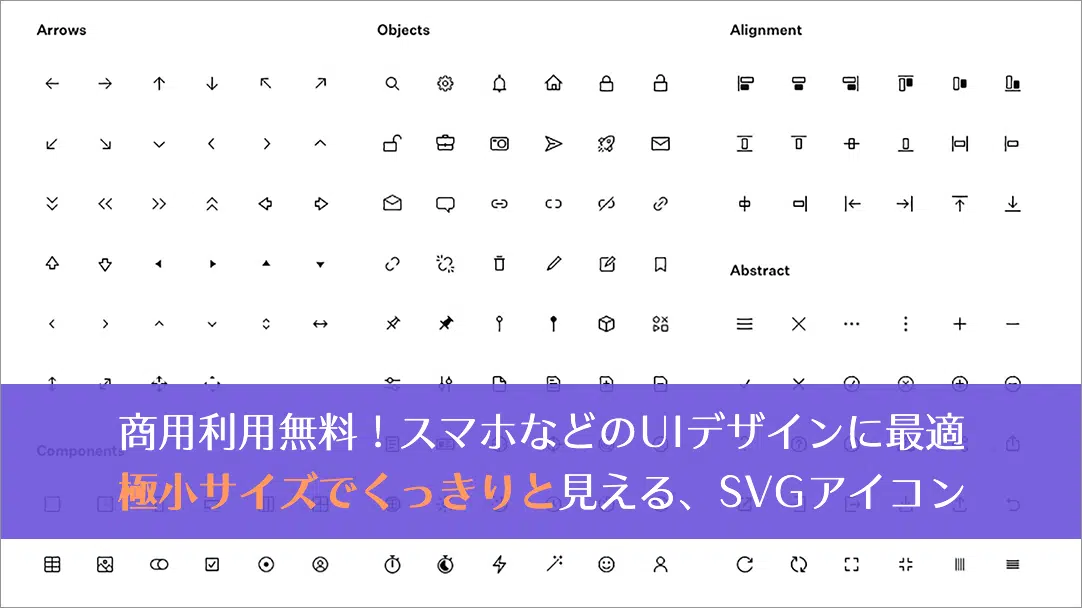 Arrows
Objects
Alignment
Abstract
商用利用無料！スマホなどのUIデザインに最適
Components
極小サイズでくっきりと見える、SVGアイコン